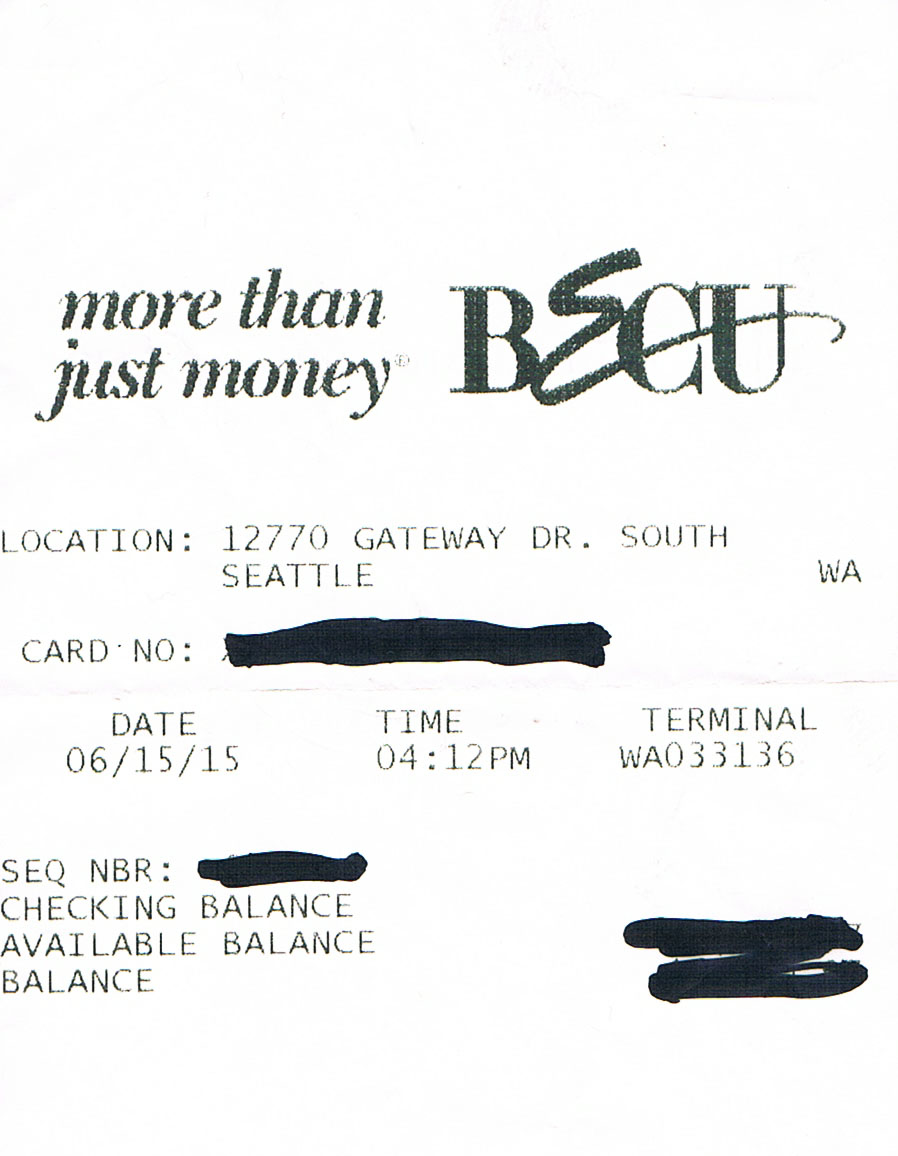 more than
just money®
BECU
LOCATION: 12770 GATEWAY DR. SOUTH
SEATTLE WA
CARD NO:
DATE TIME TERMINAL
06/15/15 04:12PM WA033136
SEQ NBR:
CHECKING BALANCE
AVAILABLE BALANCE
BALANCE